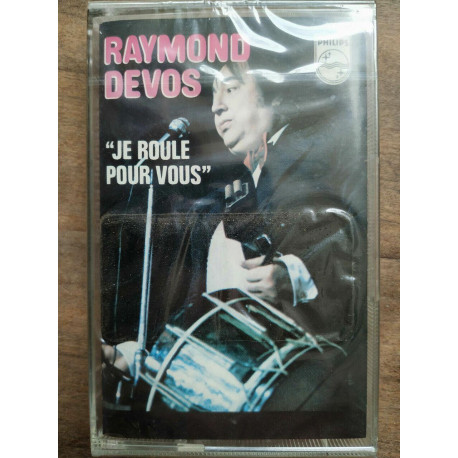 RAYMOND
DEVOS
PHILIPS
"JE ROULE
POUR VOUS"